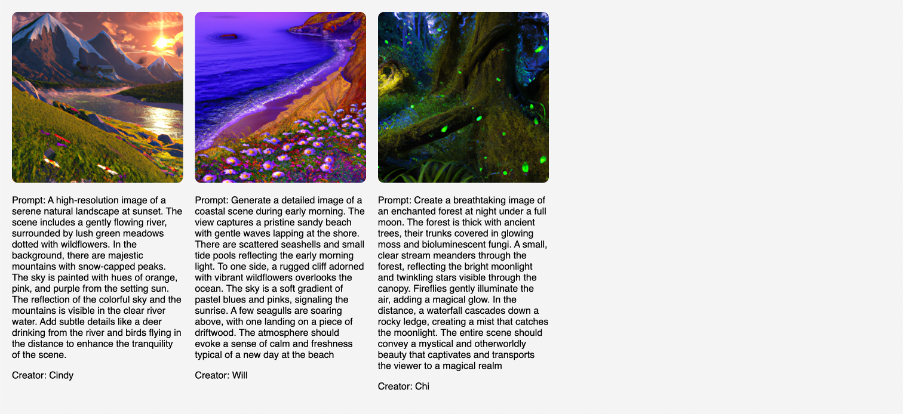 Prompt: A high-resolution image of a
serene natural landscape at sunset. The
scene includes a gently flowing river,
surrounded by lush green meadows
dotted with wildflowers. In the
background, there are majestic
mountains with snow-capped peaks.
The sky is painted with hues of orange,
pink, and purple from the setting sun.
The reflection of the colorful sky and the
mountains is visible in the clear river
water. Add subtle details like a deer
drinking from the river and birds flying in
the distance to enhance the tranquility
of the scene.
Creator: Cindy
Prompt: Generate a detailed image of a
coastal scene during early morning. The
view captures a pristine sandy beach
with gentle waves lapping at the shore.
There are scattered seashells and small
tide pools reflecting the early morning
light. To one side, a rugged cliff adorned
with vibrant wildflowers overlooks the
ocean. The sky is a soft gradient of
pastel blues and pinks, signaling the
sunrise. A few seagulls are soaring
above, with one landing on a piece of
driftwood. The atmosphere should
evoke a sense of calm and freshness
typical of a new day at the beach
Creator: Will
Prompt: Create a breathtaking image of
an enchanted forest at night under a full
moon. The forest is thick with ancient
trees, their trunks covered in glowing
moss and bioluminescent fungi. A small,
clear stream meanders through the
forest, reflecting the bright moonlight
and twinkling stars visible through the
canopy. Fireflies gently illuminate the
air, adding a magical glow. In the
distance, a waterfall cascades down a
rocky ledge, creating a mist that catches
the moonlight. The entire scene should
convey a mystical and otherworldly
beauty that captivates and transports
the viewer to a magical realm
Creator: Chi